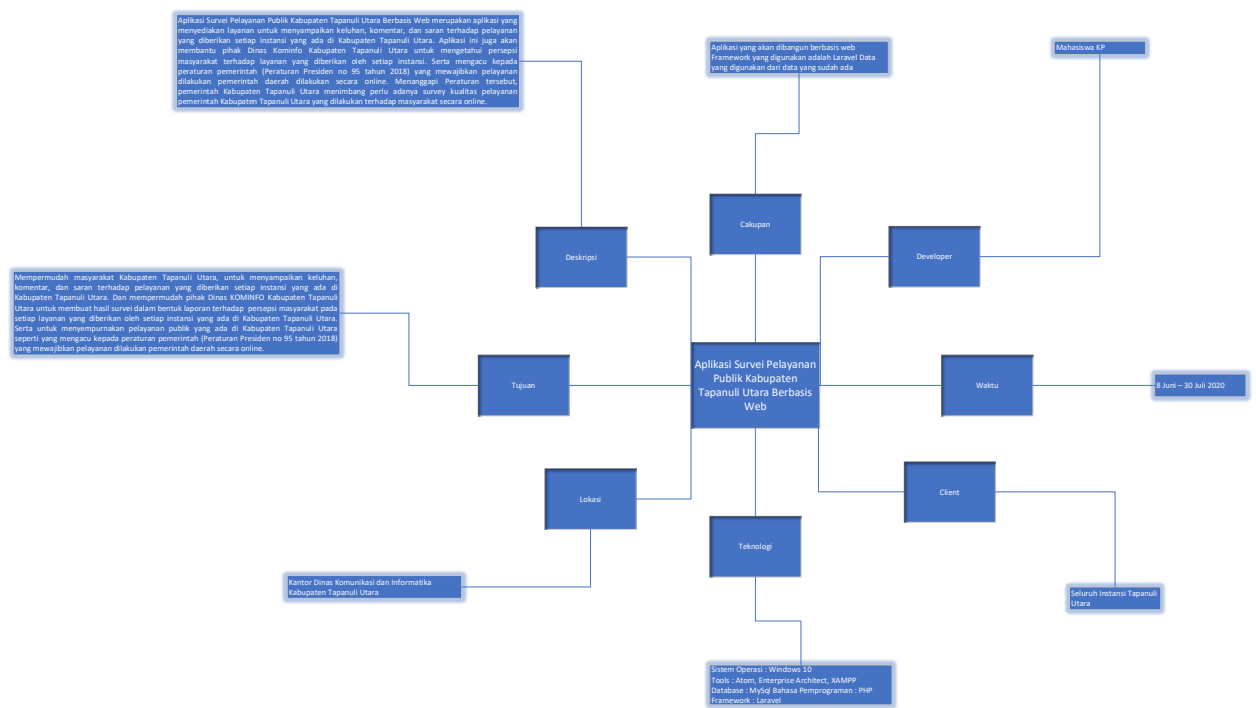 Aplikasi Survei Pelayanan Publik Kabupaten Tapanuli Utara Berbasis Web merupakan aplikasi yang
menyediakan layanan untuk menyampaikan keluhan, komentar, dan saran terhadap pelayanan
yang diberikan setiap instansi yang ada di Kabupaten Tapanuli Utara. Aplikasi ini juga akan
membantu pihak Dinas Kominfo Kabupaten Tapanuli Utara untuk mengetahui persepsi
masyarakat terhadap layanan yang diberikan oleh setiap instansi. Serta mengacu kepada
peraturan pemerintah (Peraturan Presiden no 95 tahun 2018) yang mewajibkan pelayanan
dilakukan pemerintah daerah dilakukan secara online. Menanggapi Peraturan tersebut,
pemerintah Kabupaten Tapanuli Utara menimbang perlu adanya survey kualitas pelayanan
pemerintah Kabupaten Tapanuli Utara yang dilakukan terhadap masyarakat secara online.
Aplikasi yang akan dibangun berbasis web
Framework yang digunakan adalah Laravel Data
yang digunakan dari data yang sudah ada
Mahasiswa KP
Cakupan
Deskripsi
Developer
Mempermudah masyarakat Kabupaten Tapanuli Utara, untuk menyampaikan keluhan,
komentar, dan saran terhadap pelayanan yang diberikan setiap instansi yang ada di
Kabupaten Tapanuli Utara. Dan mempermudah pihak Dinas KOMINFO Kabupaten Tapanuli
Utara untuk membuat hasil survei dalam bentuk laporan terhadap persepsi masyarakat pada
setiap layanan yang diberikan oleh setiap instansi yang ada di Kabupaten Tapanuli Utara.
Serta untuk menyempurnakan pelayanan publik yang ada di Kabupaten Tapanuli Utara
seperti yang mengacu kepada peraturan pemerintah (Peraturan Presiden no 95 tahun 2018)
yang mewajibkan pelayanan dilakukan pemerintah daerah secara online.
Tujuan
Aplikasi Survei Pelayanan
Publik Kabupaten
Tapanuli Utara Berbasis
Web
Waktu
8 Juni – 30 Juli 2020
Lokasi
Client
Teknologi
Kantor Dinas Komunikasi dan Informatika
Kabupaten Tapanuli Utara
Seluruh Instansi Tapanuli
Utara
Sistem Operasi : Windows 10
Tools : Atom, Enterprise Architect, XAMPP
Database : MySql Bahasa Pemprograman : PHP
Framework : Laravel